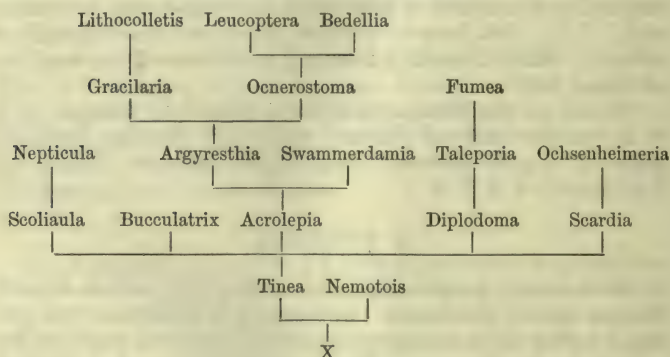 Lithocolletis Leucoptera Bedellia
Gracilaria Ocnerostoma Fumea
Nepticula Argyresthia Swammerdamia Taleporia Ochsenheimeria
Scoliaula Bucculatrix Acrolepia Diplodoma Scardia
Tinea Nemotois
X